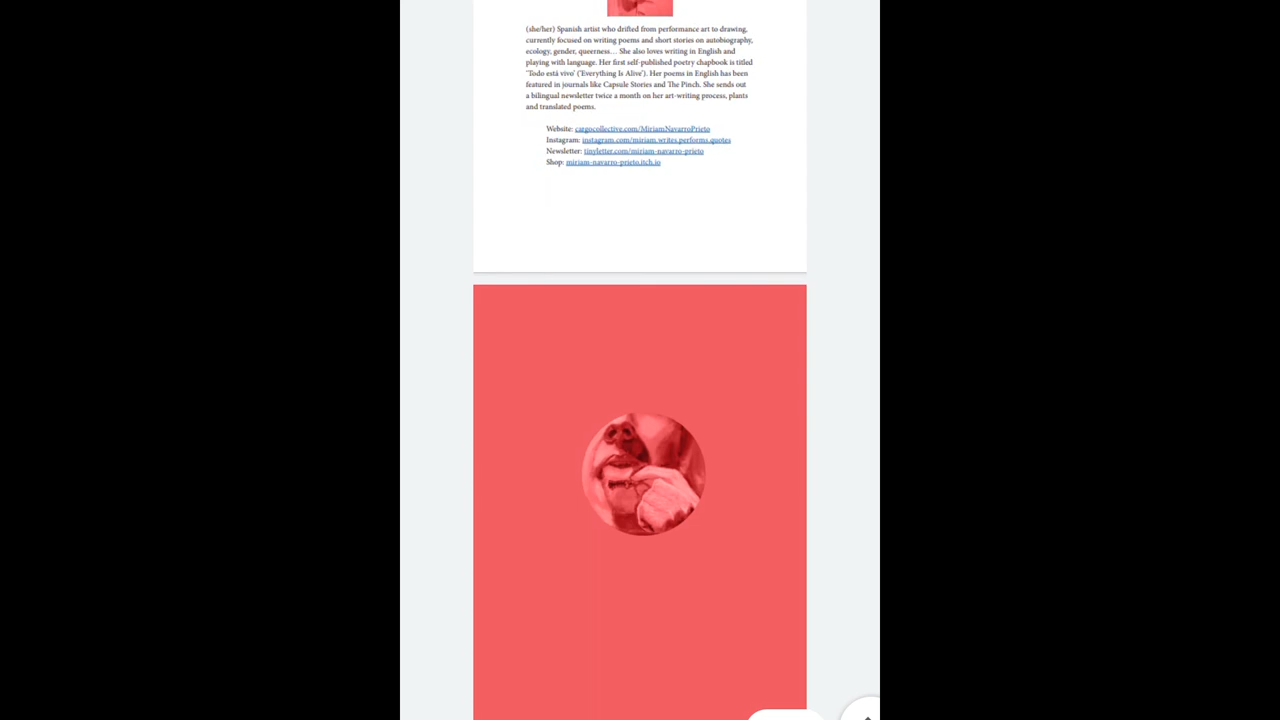 (she/her) Spanish artist who drifted from performance art to drawing,
currently focused on writing poems and short stories on autobiography,
ecology, gender, queerness… She also loves writing in English and
playing with language. Her first self-published poetry chapbook is titled
‘Todo está vivo’ (‘Everything Is Alive’). Her poems in English has been
featured in journals like Capsule Stories and The Pinch. She sends out
a bilingual newsletter twice a month on her art-writing process, plants
and translated poems.
Website: cargocollective.com/MiriamNavarroPrieto
Instagram: instagram.com/miriam.writes.performs.quotes
Newsletter: tinyletter.com/miriam-navarro-prieto
Shop: miriam-navarro-prieto.itch.io